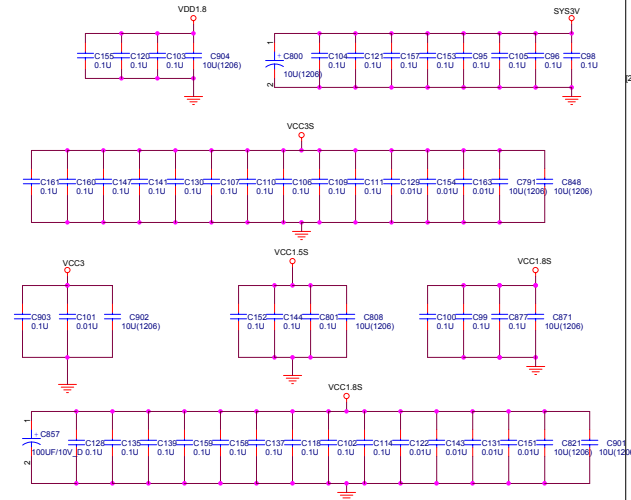 VDD1.8 SYS3V
C155 C120 C103 C904 1 + C800 C104 C121 C157 C153 C95 C105 C96 C98
0.1U 0.1U 0.1U 10U(1206) 2 10U(1206) 0.1U 0.1U 0.1U 0.1U 0.1U 0.1U 0.1U 0.1U
VCC3S
C161 C160 C147 C141 C130 C107 C110 C106 C109 C111 C129 C154 C163 C791 C848
0.1U 0.1U 0.1U 0.1U 0.1U 0.1U 0.1U 0.1U 0.1U 0.1U 0.01U 0.01U 0.01U 10U(1206) 10U(1206)
VCC3 VCC1.5S VCC1.8S
C903 C101 C902 C152 C144 C801 C808 C100 C99 C877 C871
0.1U 0.01U 10U(1206) 0.1U 0.1U 0.1U 10U(1206) 0.1U 0.1U 0.1U 10U(1206)
VCC1.8S
1 + C857 C128 C135 C139 C159 C158 C137 C118 C102 C114 C122 C143 C131 C151 C821 C901
2 100UF/10V_D 0.1U 0.1U 0.1U 0.1U 0.1U 0.1U 0.1U 0.1U 0.1U 0.01U 0.01U 0.01U 0.01U 10U(1206)